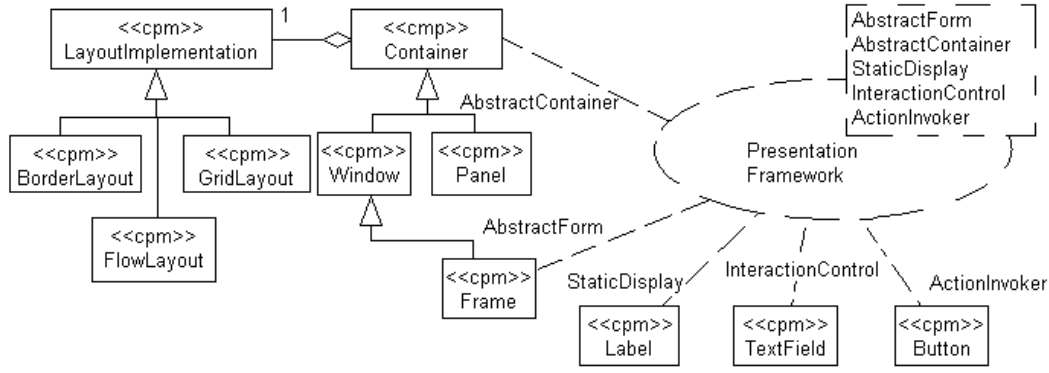 1
<<cpm>>
LayoutImplementation
<<cmp>>
Container
AbstractForm
AbstractContainer
StaticDisplay
InteractionControl
ActionInvoker
AbstractContainer
<<cpm>>
BorderLayout
<<cpm>>
GridLayout
<<cpm>>
Window
<<cpm>>
Panel
Presentation
Framework
<<cpm>>
FlowLayout
AbstractForm
<<cpm>>
Frame
StaticDisplay
InteractionControl
ActionInvoker
<<cpm>>
Label
<<cpm>>
TextField
<<cpm>>
Button